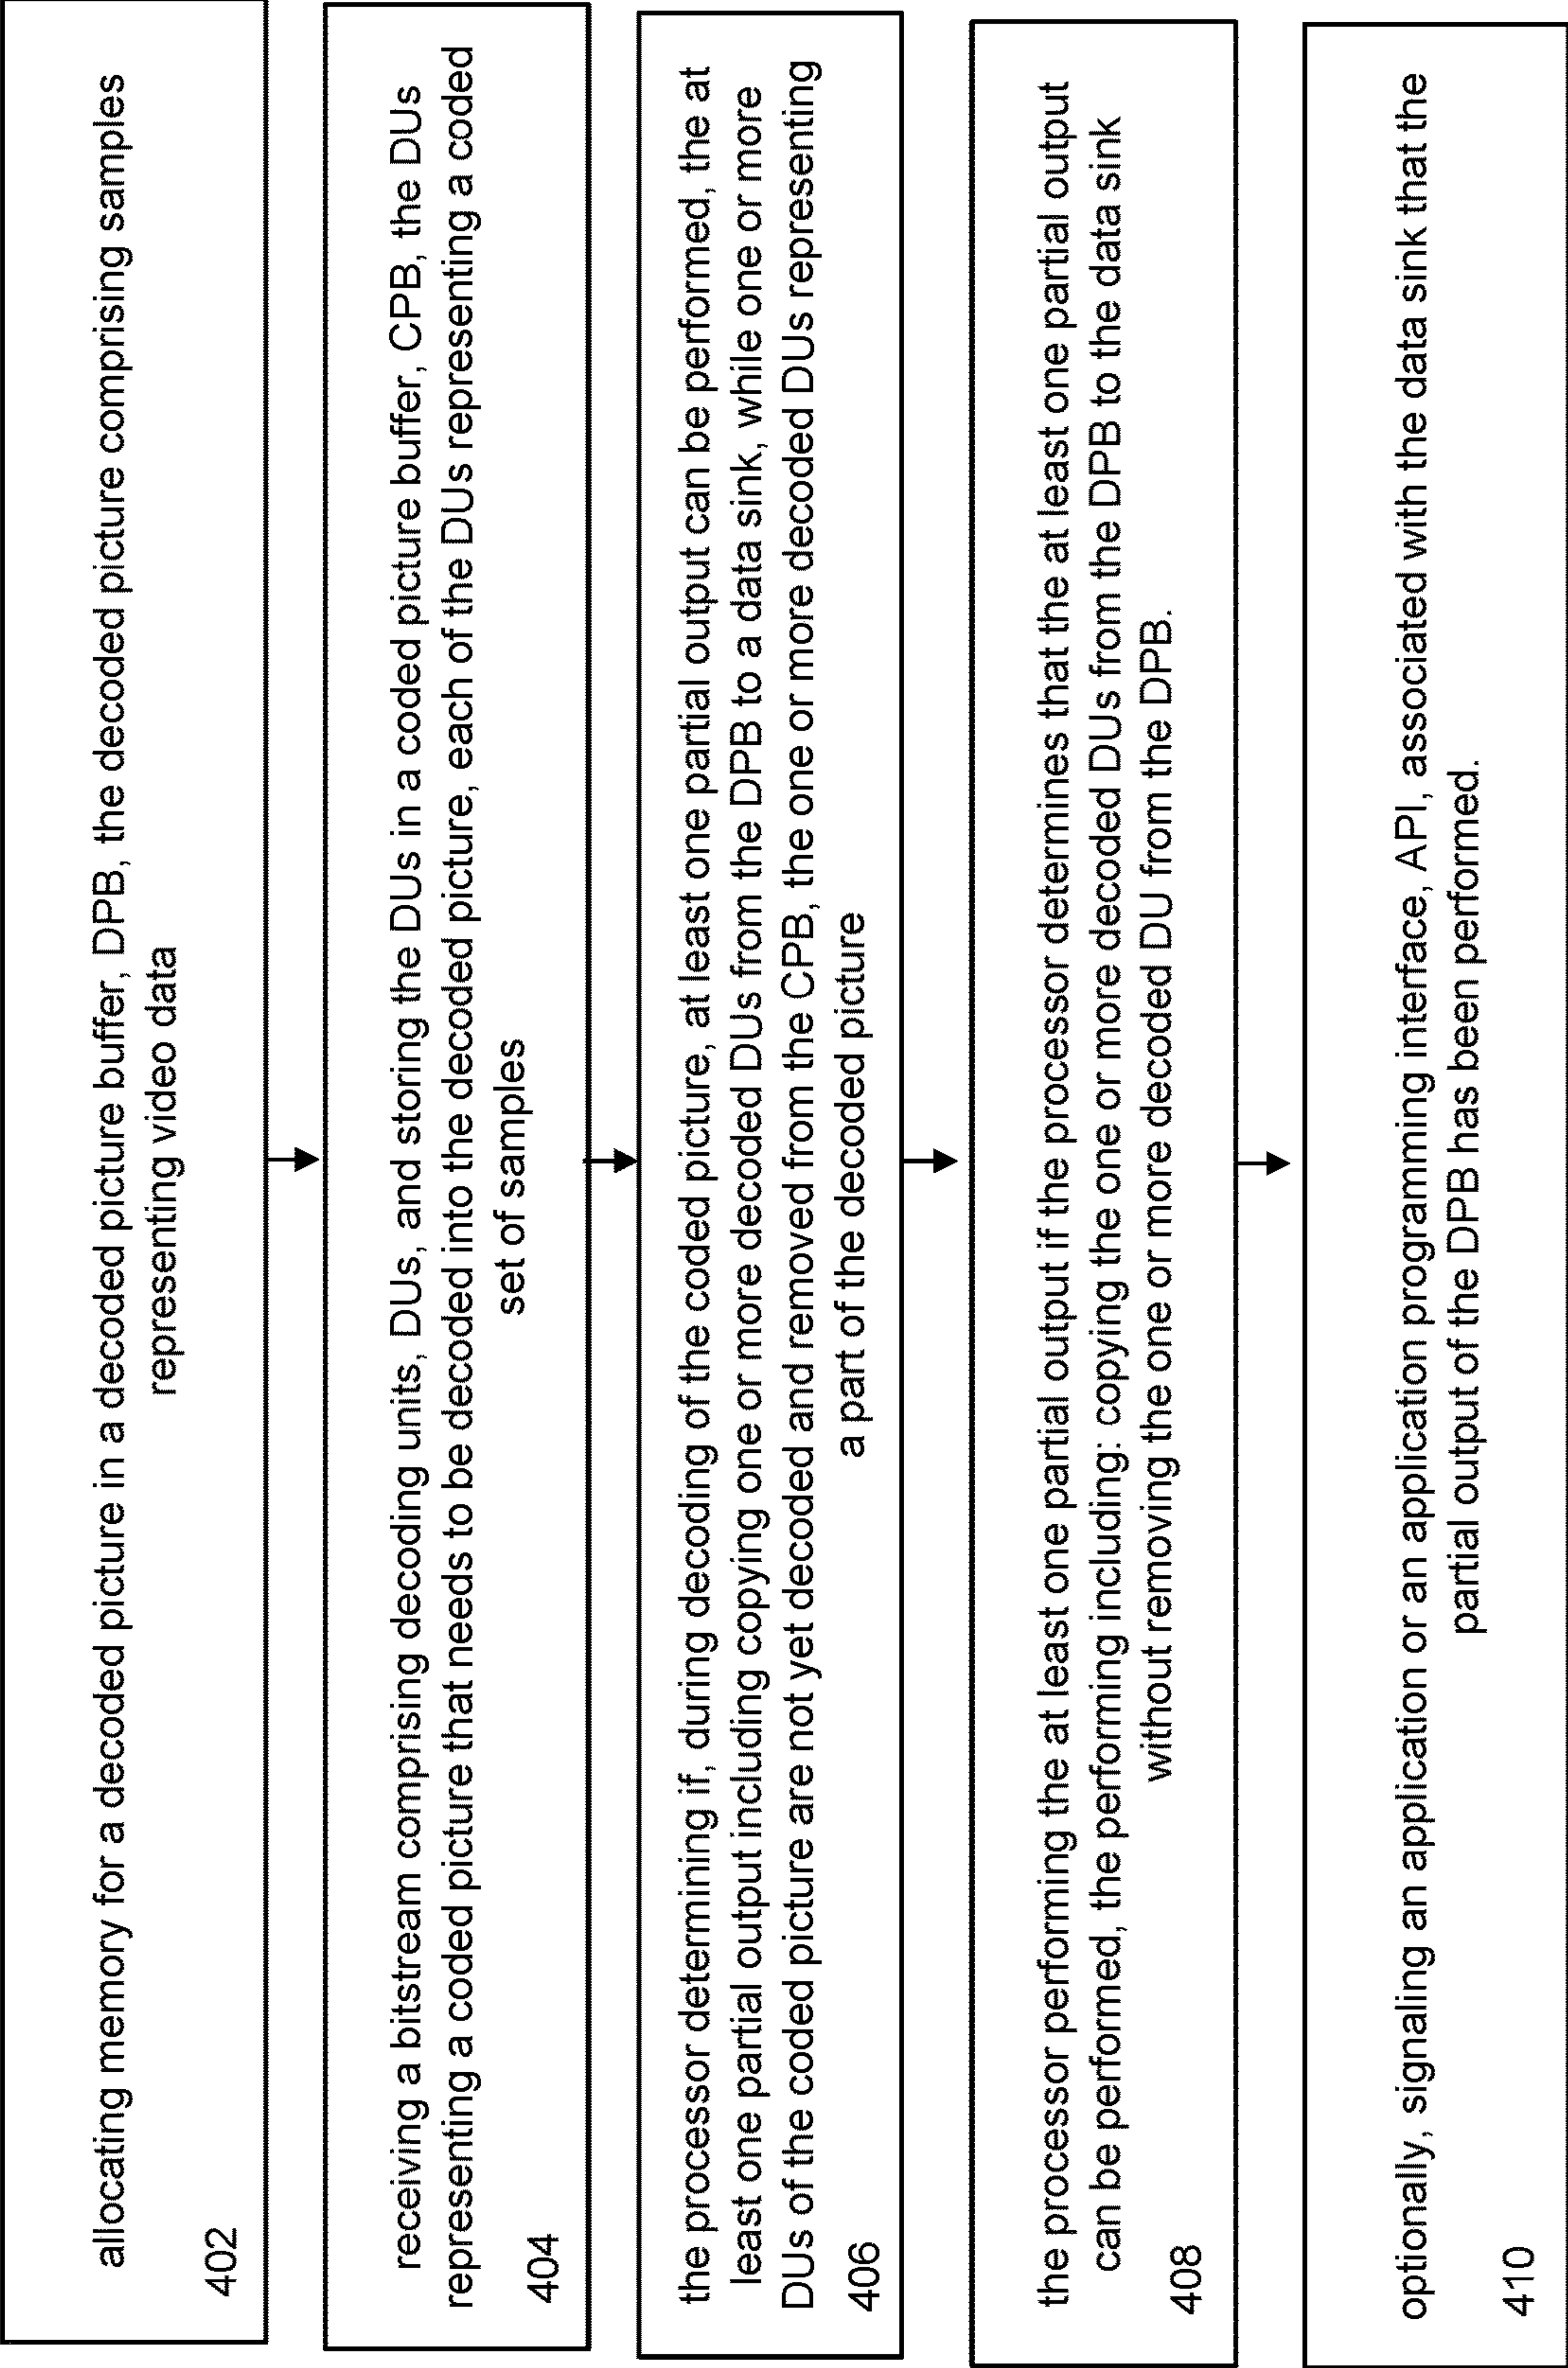 allocating memory for a decoded picture in a decoded picture buffer, DPB, the decoded picture comprising samples
representing video data
402
receiving a bitstream comprising decoding units, DUs, and storing the DUs in a coded picture buffer, CPB, the DUs
representing a coded picture that needs to be decoded into the decoded picture, each of the DUs representing a coded
set of samples
404
the processor determining if, during decoding of the coded picture, at least one partial output can be performed, the at
least one partial output including copying one or more decoded DUs from the DPB to a data sink, while one or more
DUs of the coded picture are not yet decoded and removed from the CPB, the one or more decoded DUs representing
a part of the decoded picture
406
the processor performing the at least one partial output if the processor determines that the at least one partial output
can be performed, the performing including: copying the one or more decoded DUs from the DPB to the data sink
without removing the one or more decoded DU from the DPB.
408
optionally, signaling an application or an application programming interface, API, associated with the data sink that the
partial output of the DPB has been performed.
410